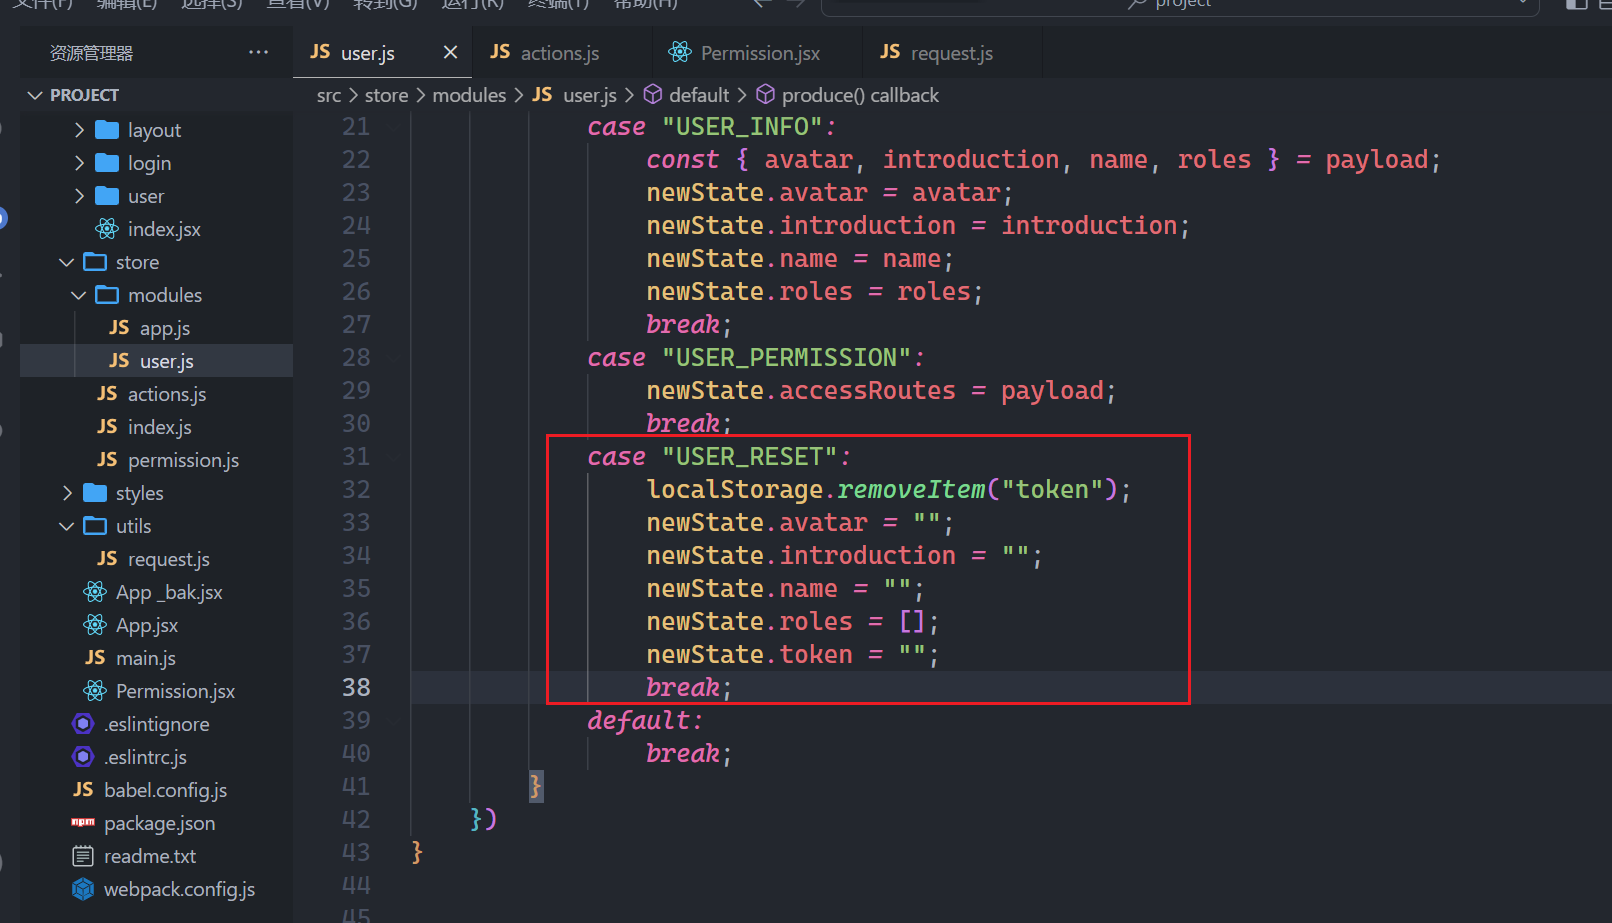 文件(F) 编辑(E) 选择(S) 查看(V) 转到(G) 运行(R) 终端(T) 帮助(H) project
资源管理器 ··· JS user.js JS actions.js Permission.jsx JS request.js
PROJECT
src > store > modules > JS user.js > default > produce() callback
layout
login
user
index.jsx
store
modules
JS app.js
JS user.js
JS actions.js
JS index.js
JS permission.js
styles
utils
JS request.js
App _bak.jsx
App.jsx
JS main.js
Permission.jsx
.eslintignore
.eslintrc.js
JS babel.config.js
npm package.json
readme.txt
webpack.config.js
21 case "USER_INFO":
22 const { avatar, introduction, name, roles } = payload;
23 newState.avatar = avatar;
24 newState.introduction = introduction;
25 newState.name = name;
26 newState.roles = roles;
27 break;
28 case "USER_PERMISSION":
29 newState.accessRoutes = payload;
30 break;
31 case "USER_RESET":
32 localStorage.removeItem("token");
33 newState.avatar = "";
34 newState.introduction = "";
35 newState.name = "";
36 newState.roles = [];
37 newState.token = "";
38 break;
39 default:
40 break;
41 }
42 })
43 }
44
45